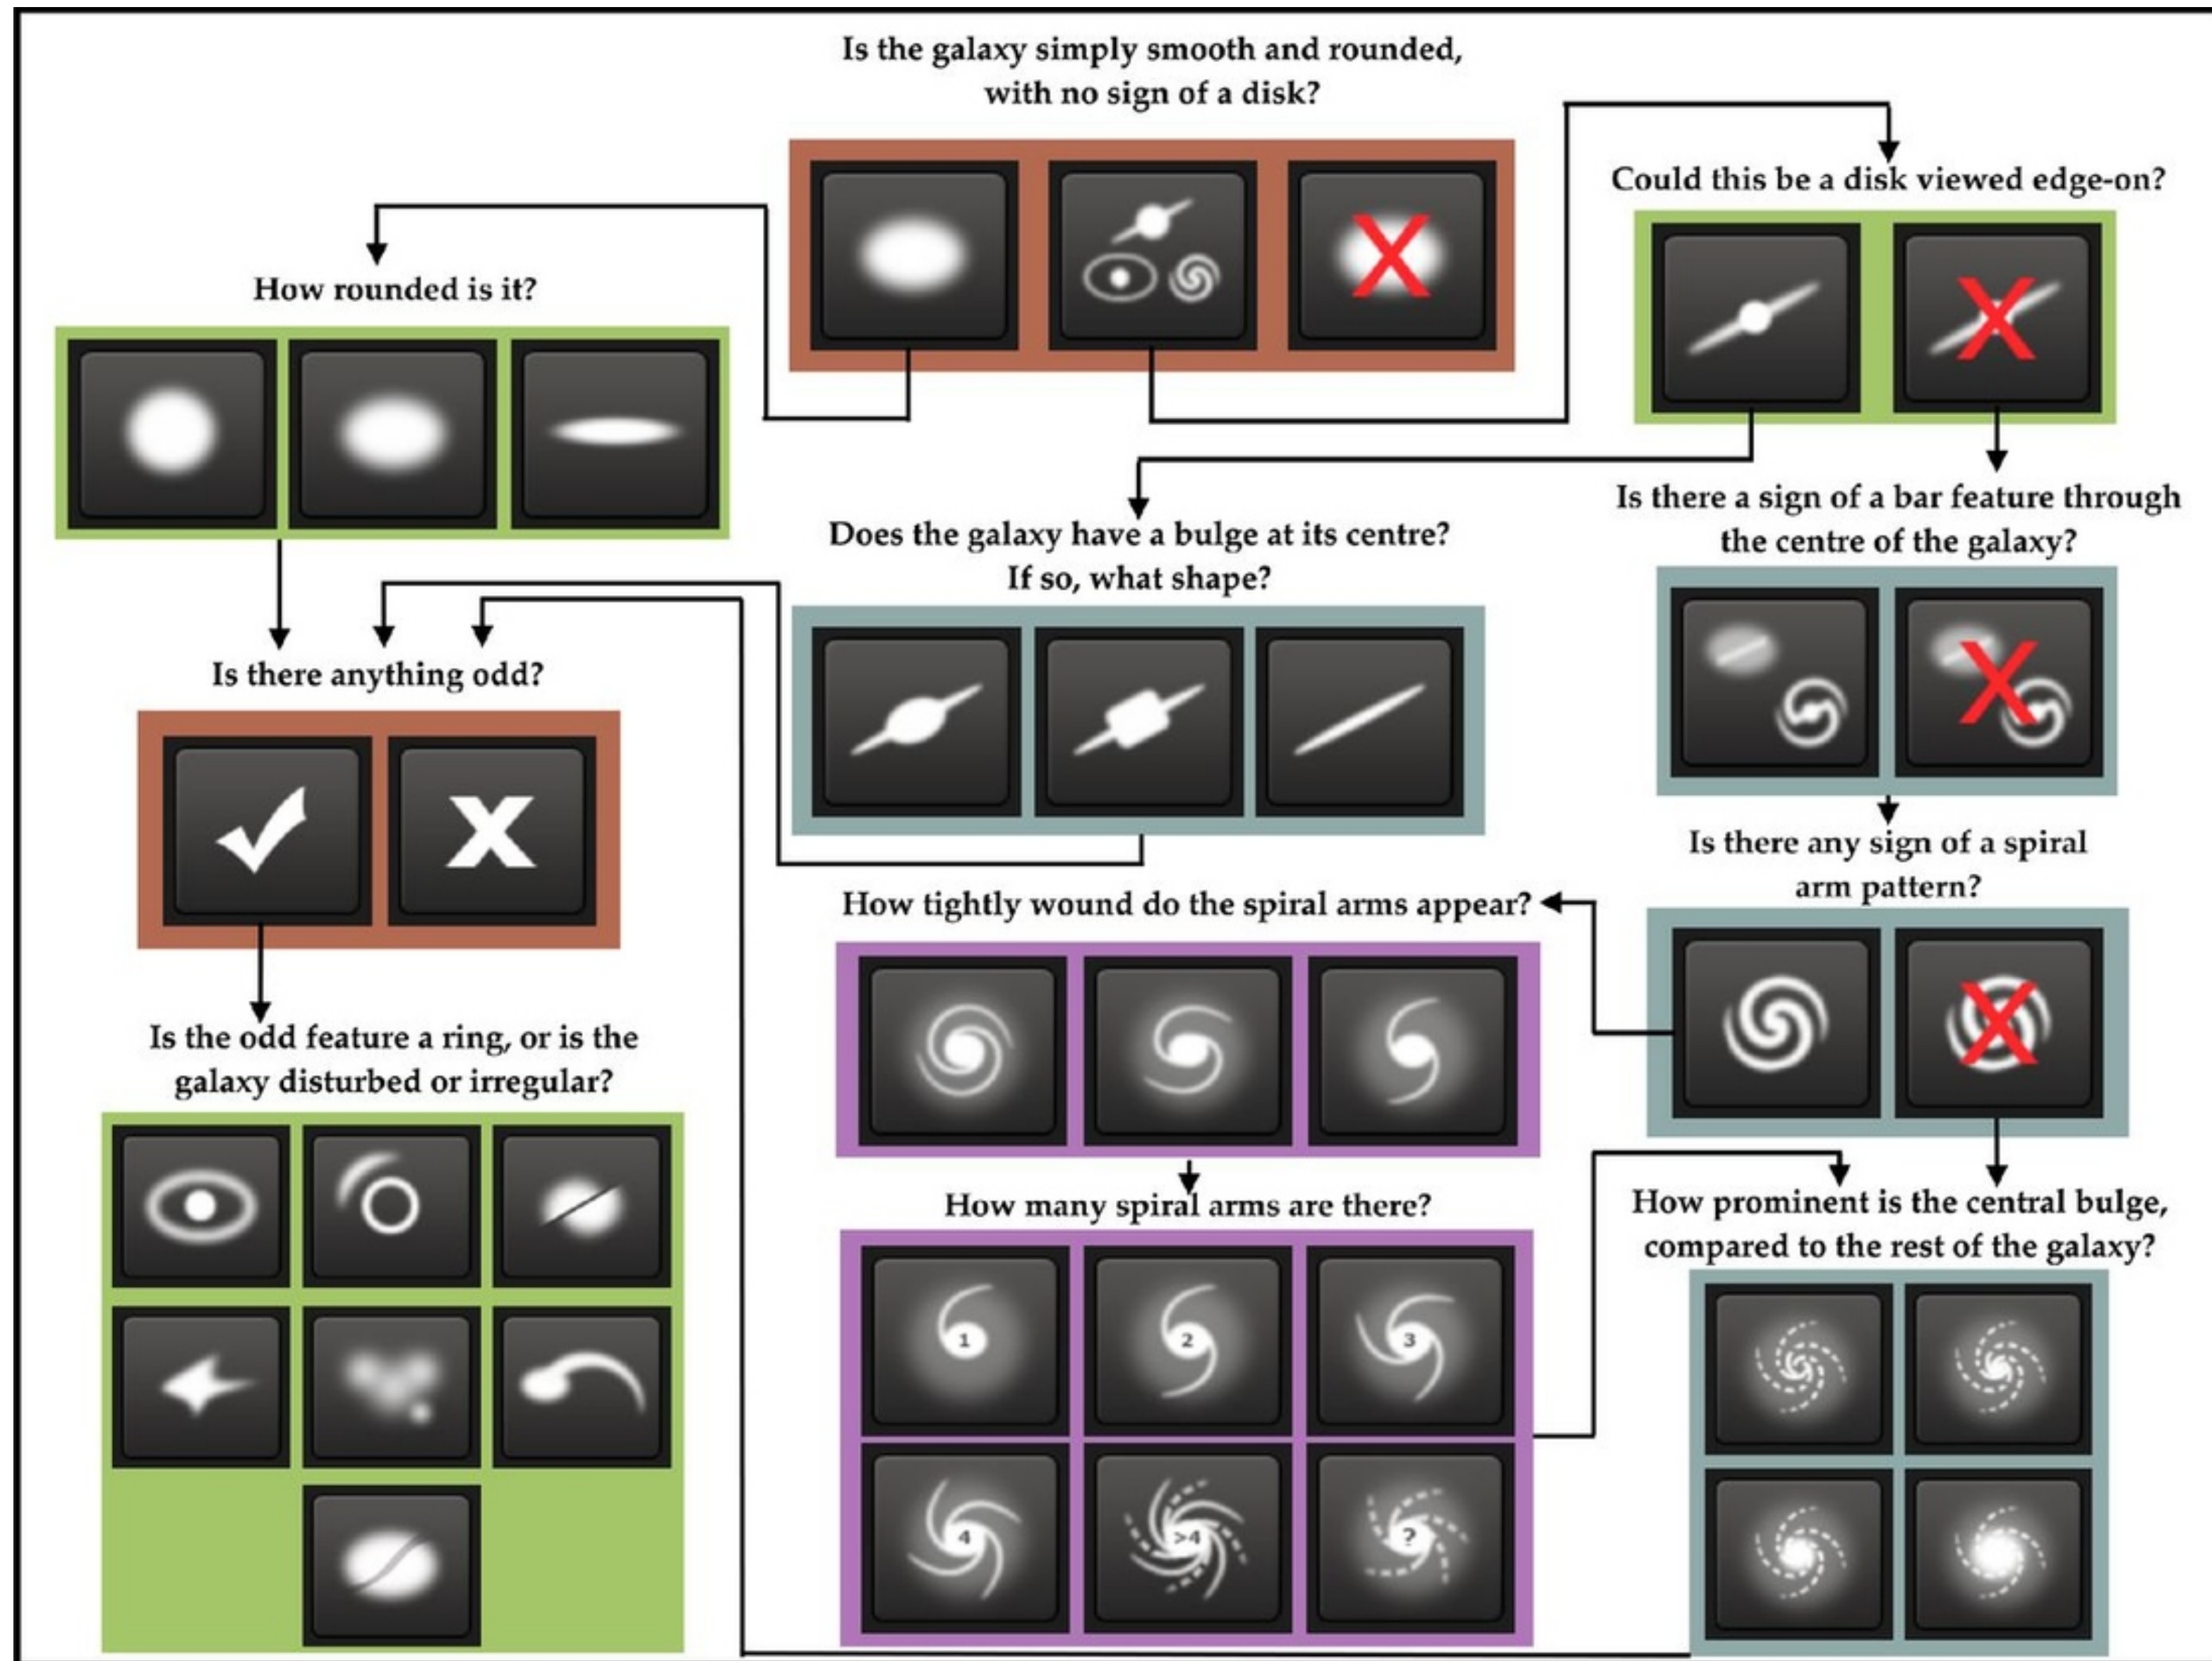 Is the galaxy simply smooth and rounded,
with no sign of a disk?
Could this be a disk viewed edge-on?
How rounded is it?
Is there a sign of a bar feature through
the centre of the galaxy?
Does the galaxy have a bulge at its centre?
If so, what shape?
Is there anything odd?
Is there any sign of a spiral
arm pattern?
How tightly wound do the spiral arms appear?
Is the odd feature a ring, or is the
galaxy disturbed or irregular?
How many spiral arms are there?
How prominent is the central bulge,
compared to the rest of the galaxy?
1
2
3
4
>4
?